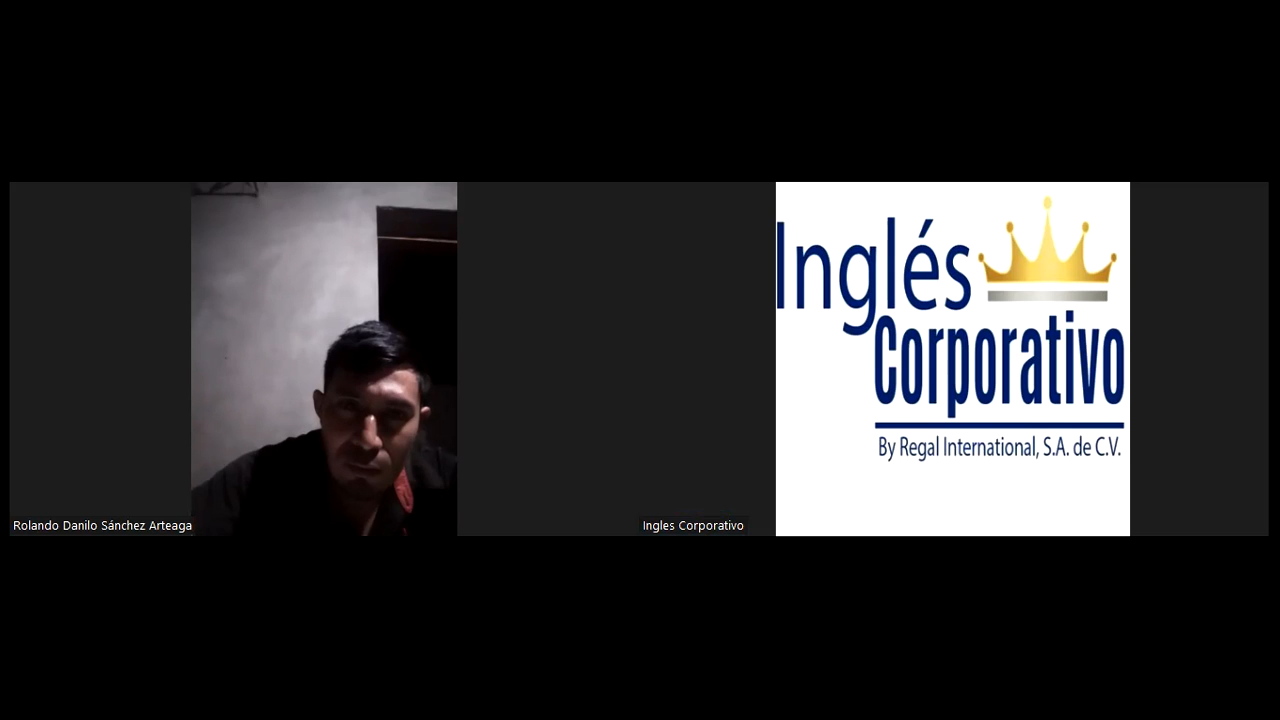 Inglés
Corporativo
By Regal International, S.A. de C.V.
Rolando Danilo Sánchez Arteaga
Ingles Corporativo